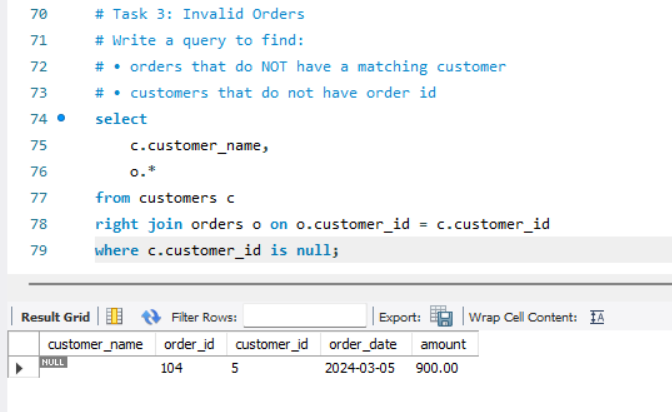 70 # Task 3: Invalid Orders
71 # Write a query to find:
72 # • orders that do NOT have a matching customer
73 # • customers that do not have order id
74 select
75 c.customer_name,
76 o.*
77 from customers c
78 right join orders o on o.customer_id = c.customer_id
79 where c.customer_id is null;
Result Grid Filter Rows: Export: Wrap Cell Content: IA
customer_name order_id customer_id order_date amount
NULL 104 5 2024-03-05 900.00